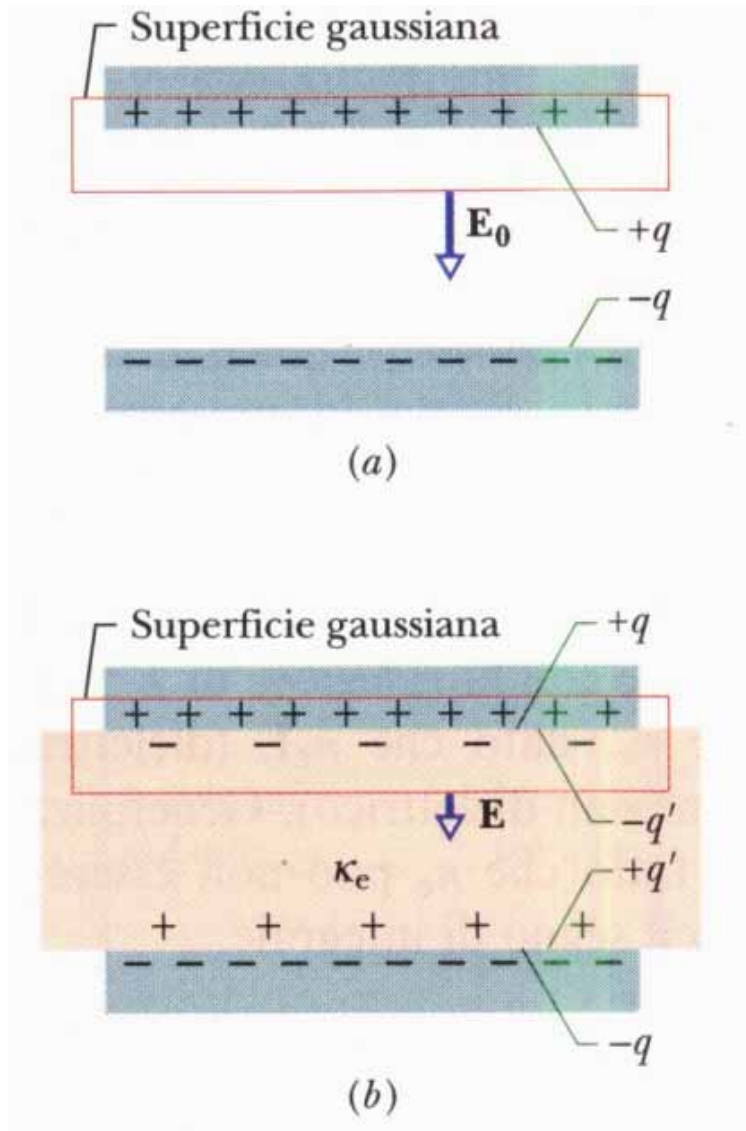 Superficie gaussiana
+ + + + + + + + + +
E₀
+q
−q
− − − − − − − − − −
(a)
Superficie gaussiana
+q
+ + + + + + + + + +
− − − − −
E
−q′
κₑ
+q′
+ + + + +
− − − − − − − − − −
−q
(b)